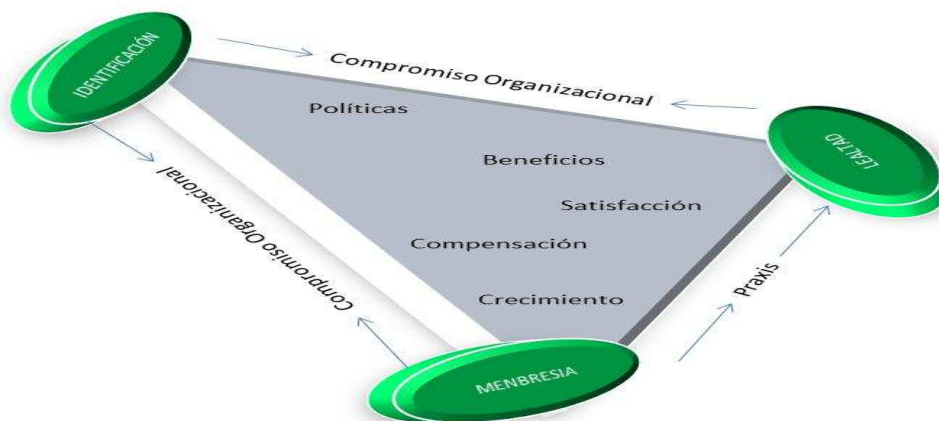 IDENTIFICACIÓN
Compromiso Organizacional
Políticas
LEALTAD
Beneficios
Satisfacción
Compromiso Organizacional
Compensación
Praxis
Crecimiento
MENBRESIA